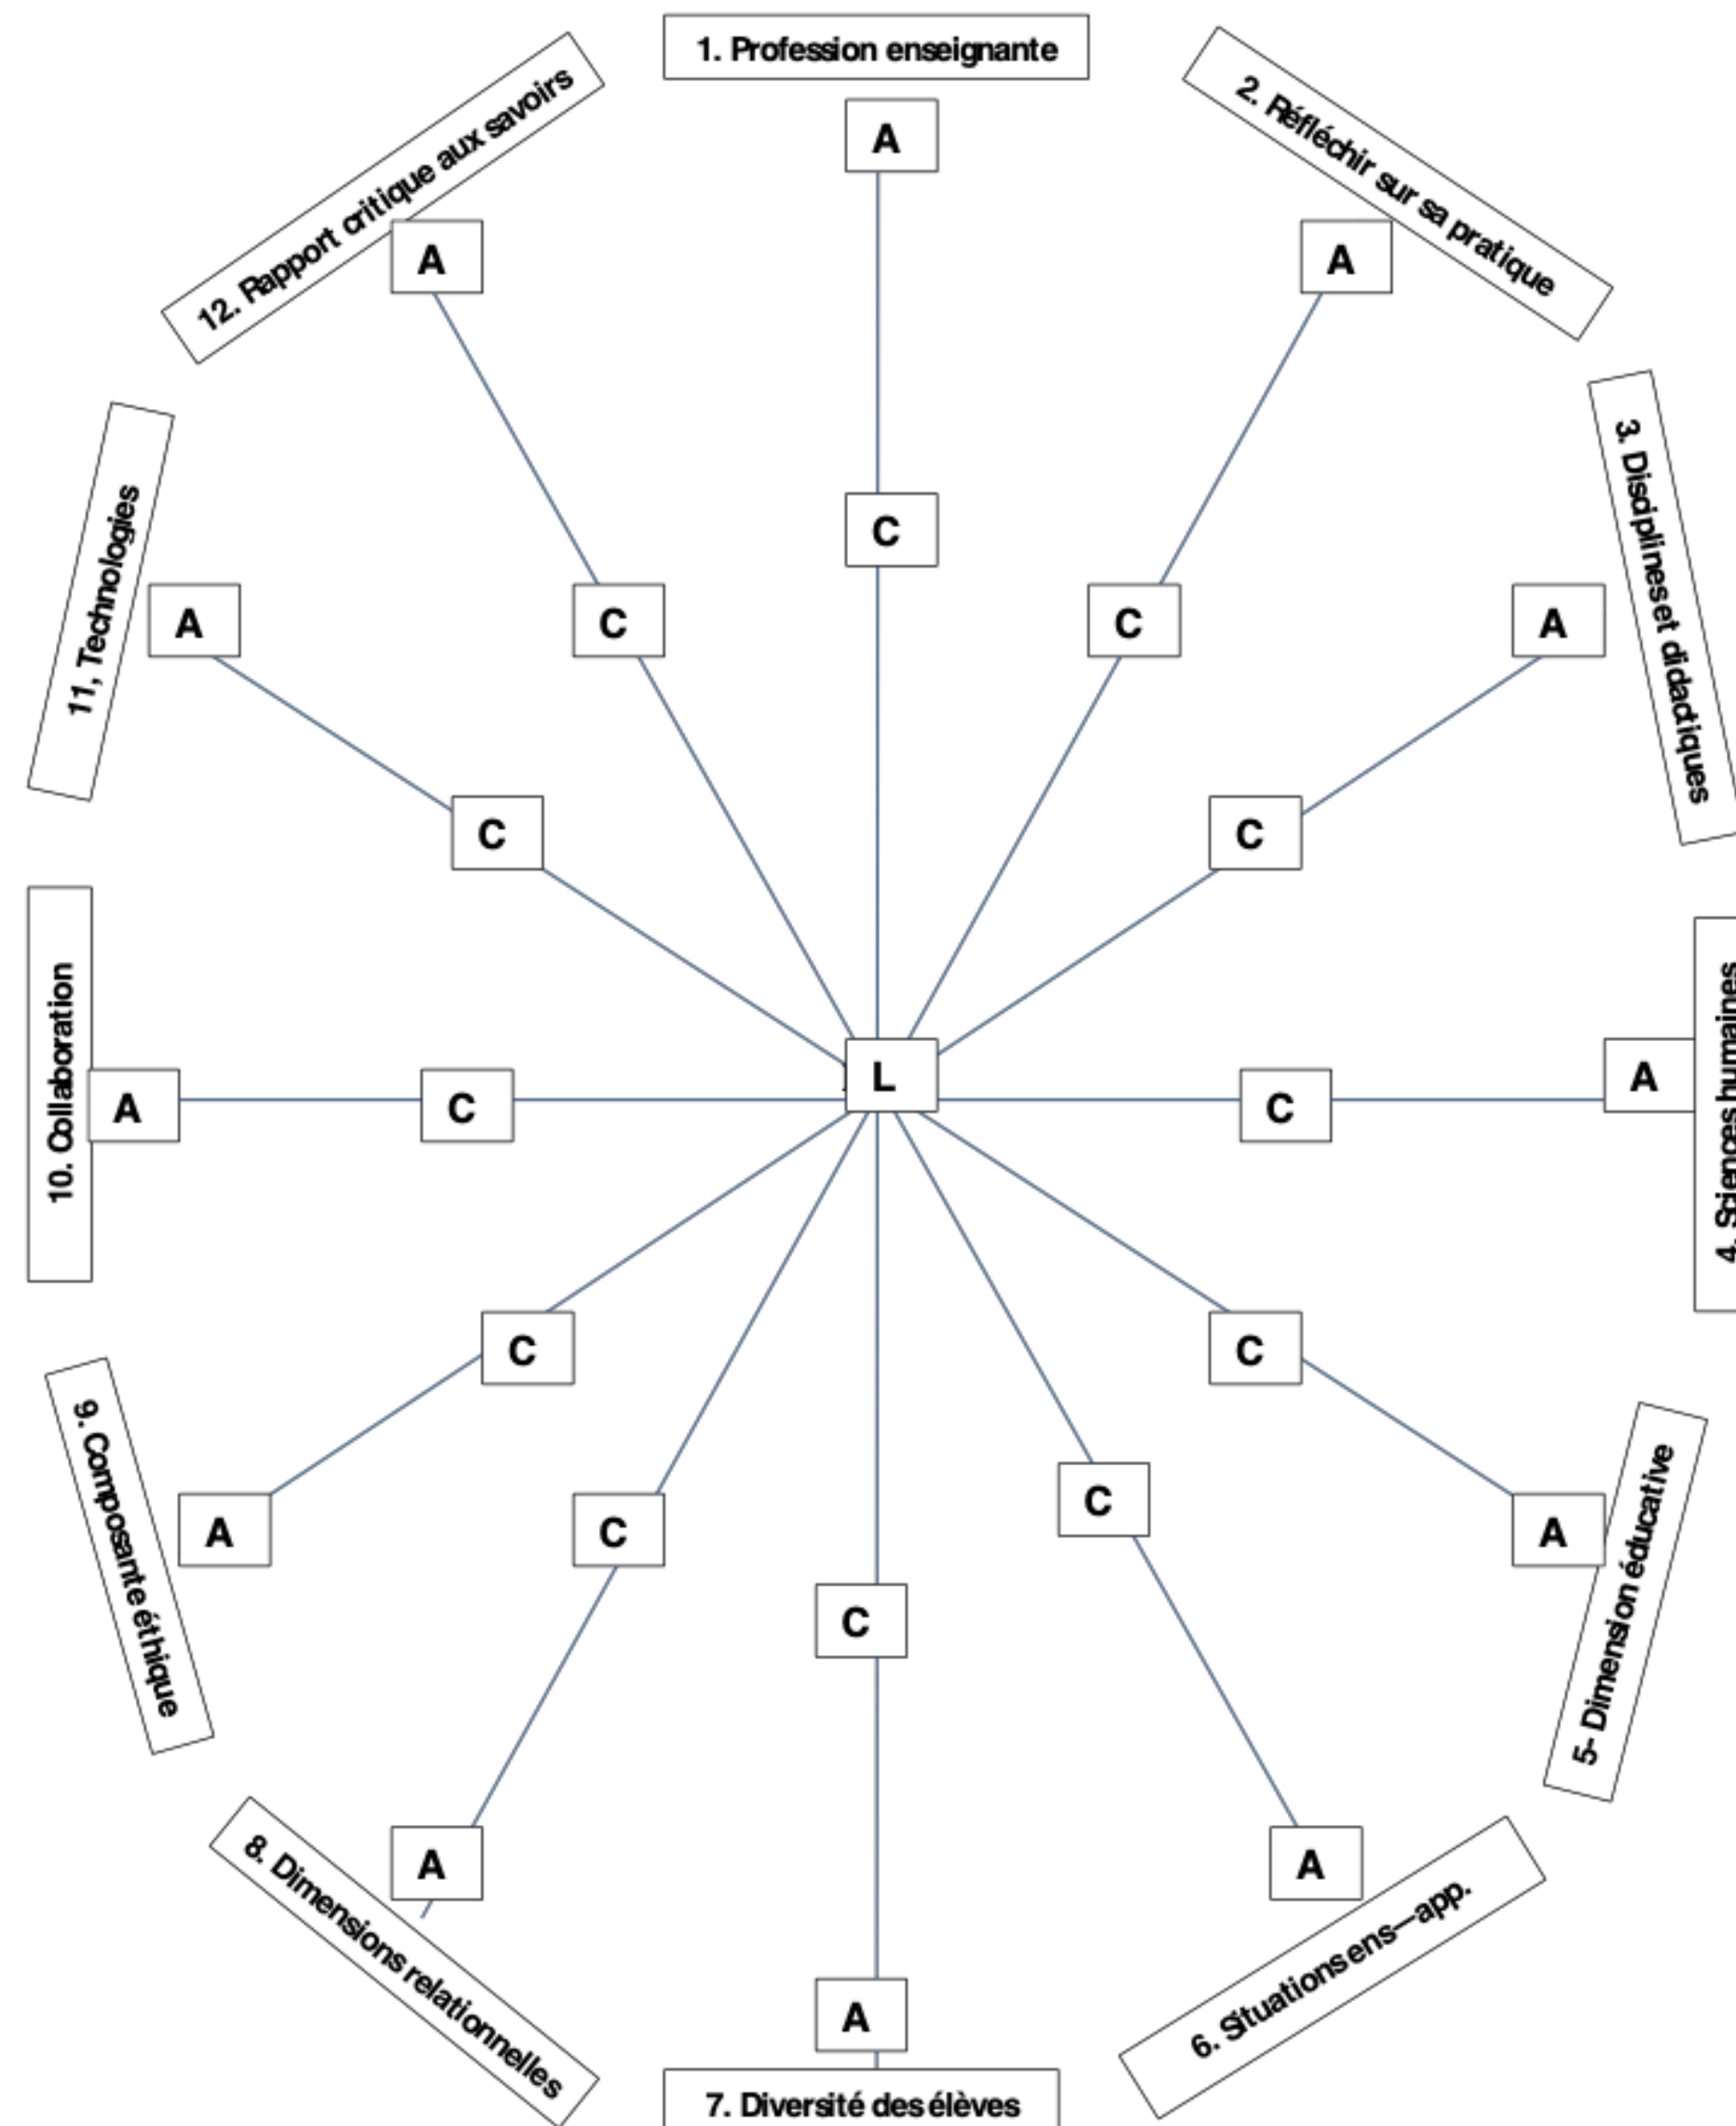 1. Profession enseignante
2. Réfléchir sur sa pratique
3. Disciplines et didactiques
4. Sciences humaines
5- Dimension éducative
6. Situations ens–app.
7. Diversité des élèves
8. Dimensions relationnelles
9. Composante éthique
10. Collaboration
11, Technologies
12. Rapport critique aux savoirs
A
A
A
C
C
A
C
A
C
C
L
A
C
C
A
C
C
C
A
C
A
C
A
A
A